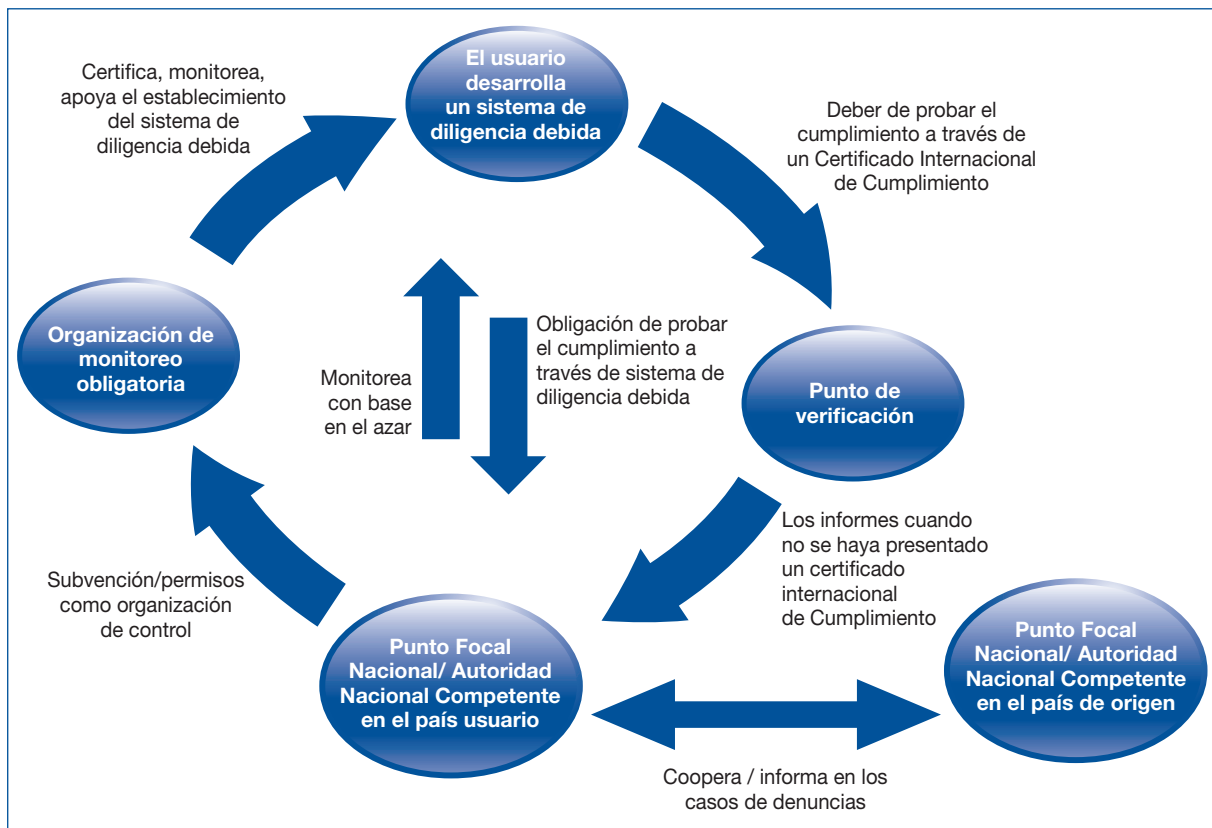 El usuario
desarrolla
un sistema de
diligencia debida
Certifica, monitorea,
apoya el establecimiento
del sistema de
diligencia debida
Deber de probar el
cumplimiento a través de
un Certificado Internacional
de Cumplimiento
Organización de
monitoreo
obligatoria
Monitorea
con base
en el azar
Obligación de probar
el cumplimiento a
través de sistema de
diligencia debida
Punto de
verificación
Los informes cuando
no se haya presentado
un certificado
internacional
de Cumplimiento
Subvención/permisos
como organización
de control
Punto Focal
Nacional/ Autoridad
Nacional Competente
en el país usuario
Punto Focal
Nacional/ Autoridad
Nacional Competente
en el país de origen
Coopera / informa en los
casos de denuncias